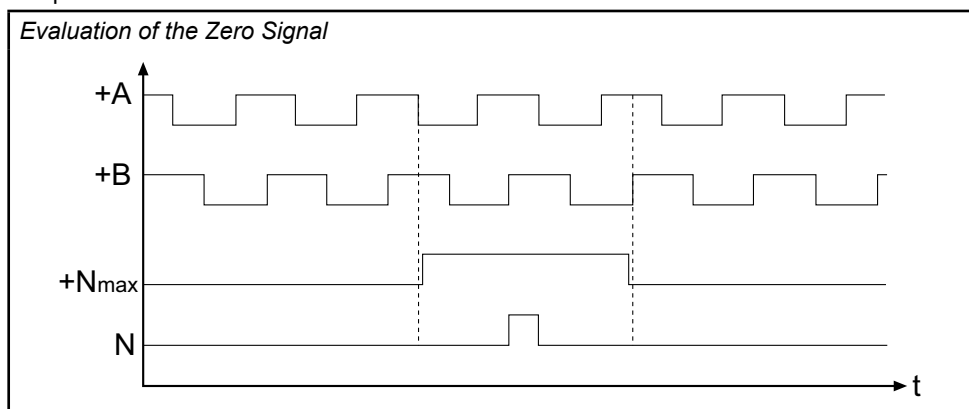 Evaluation of the Zero Signal
+A
+B
+Nmax
N
t